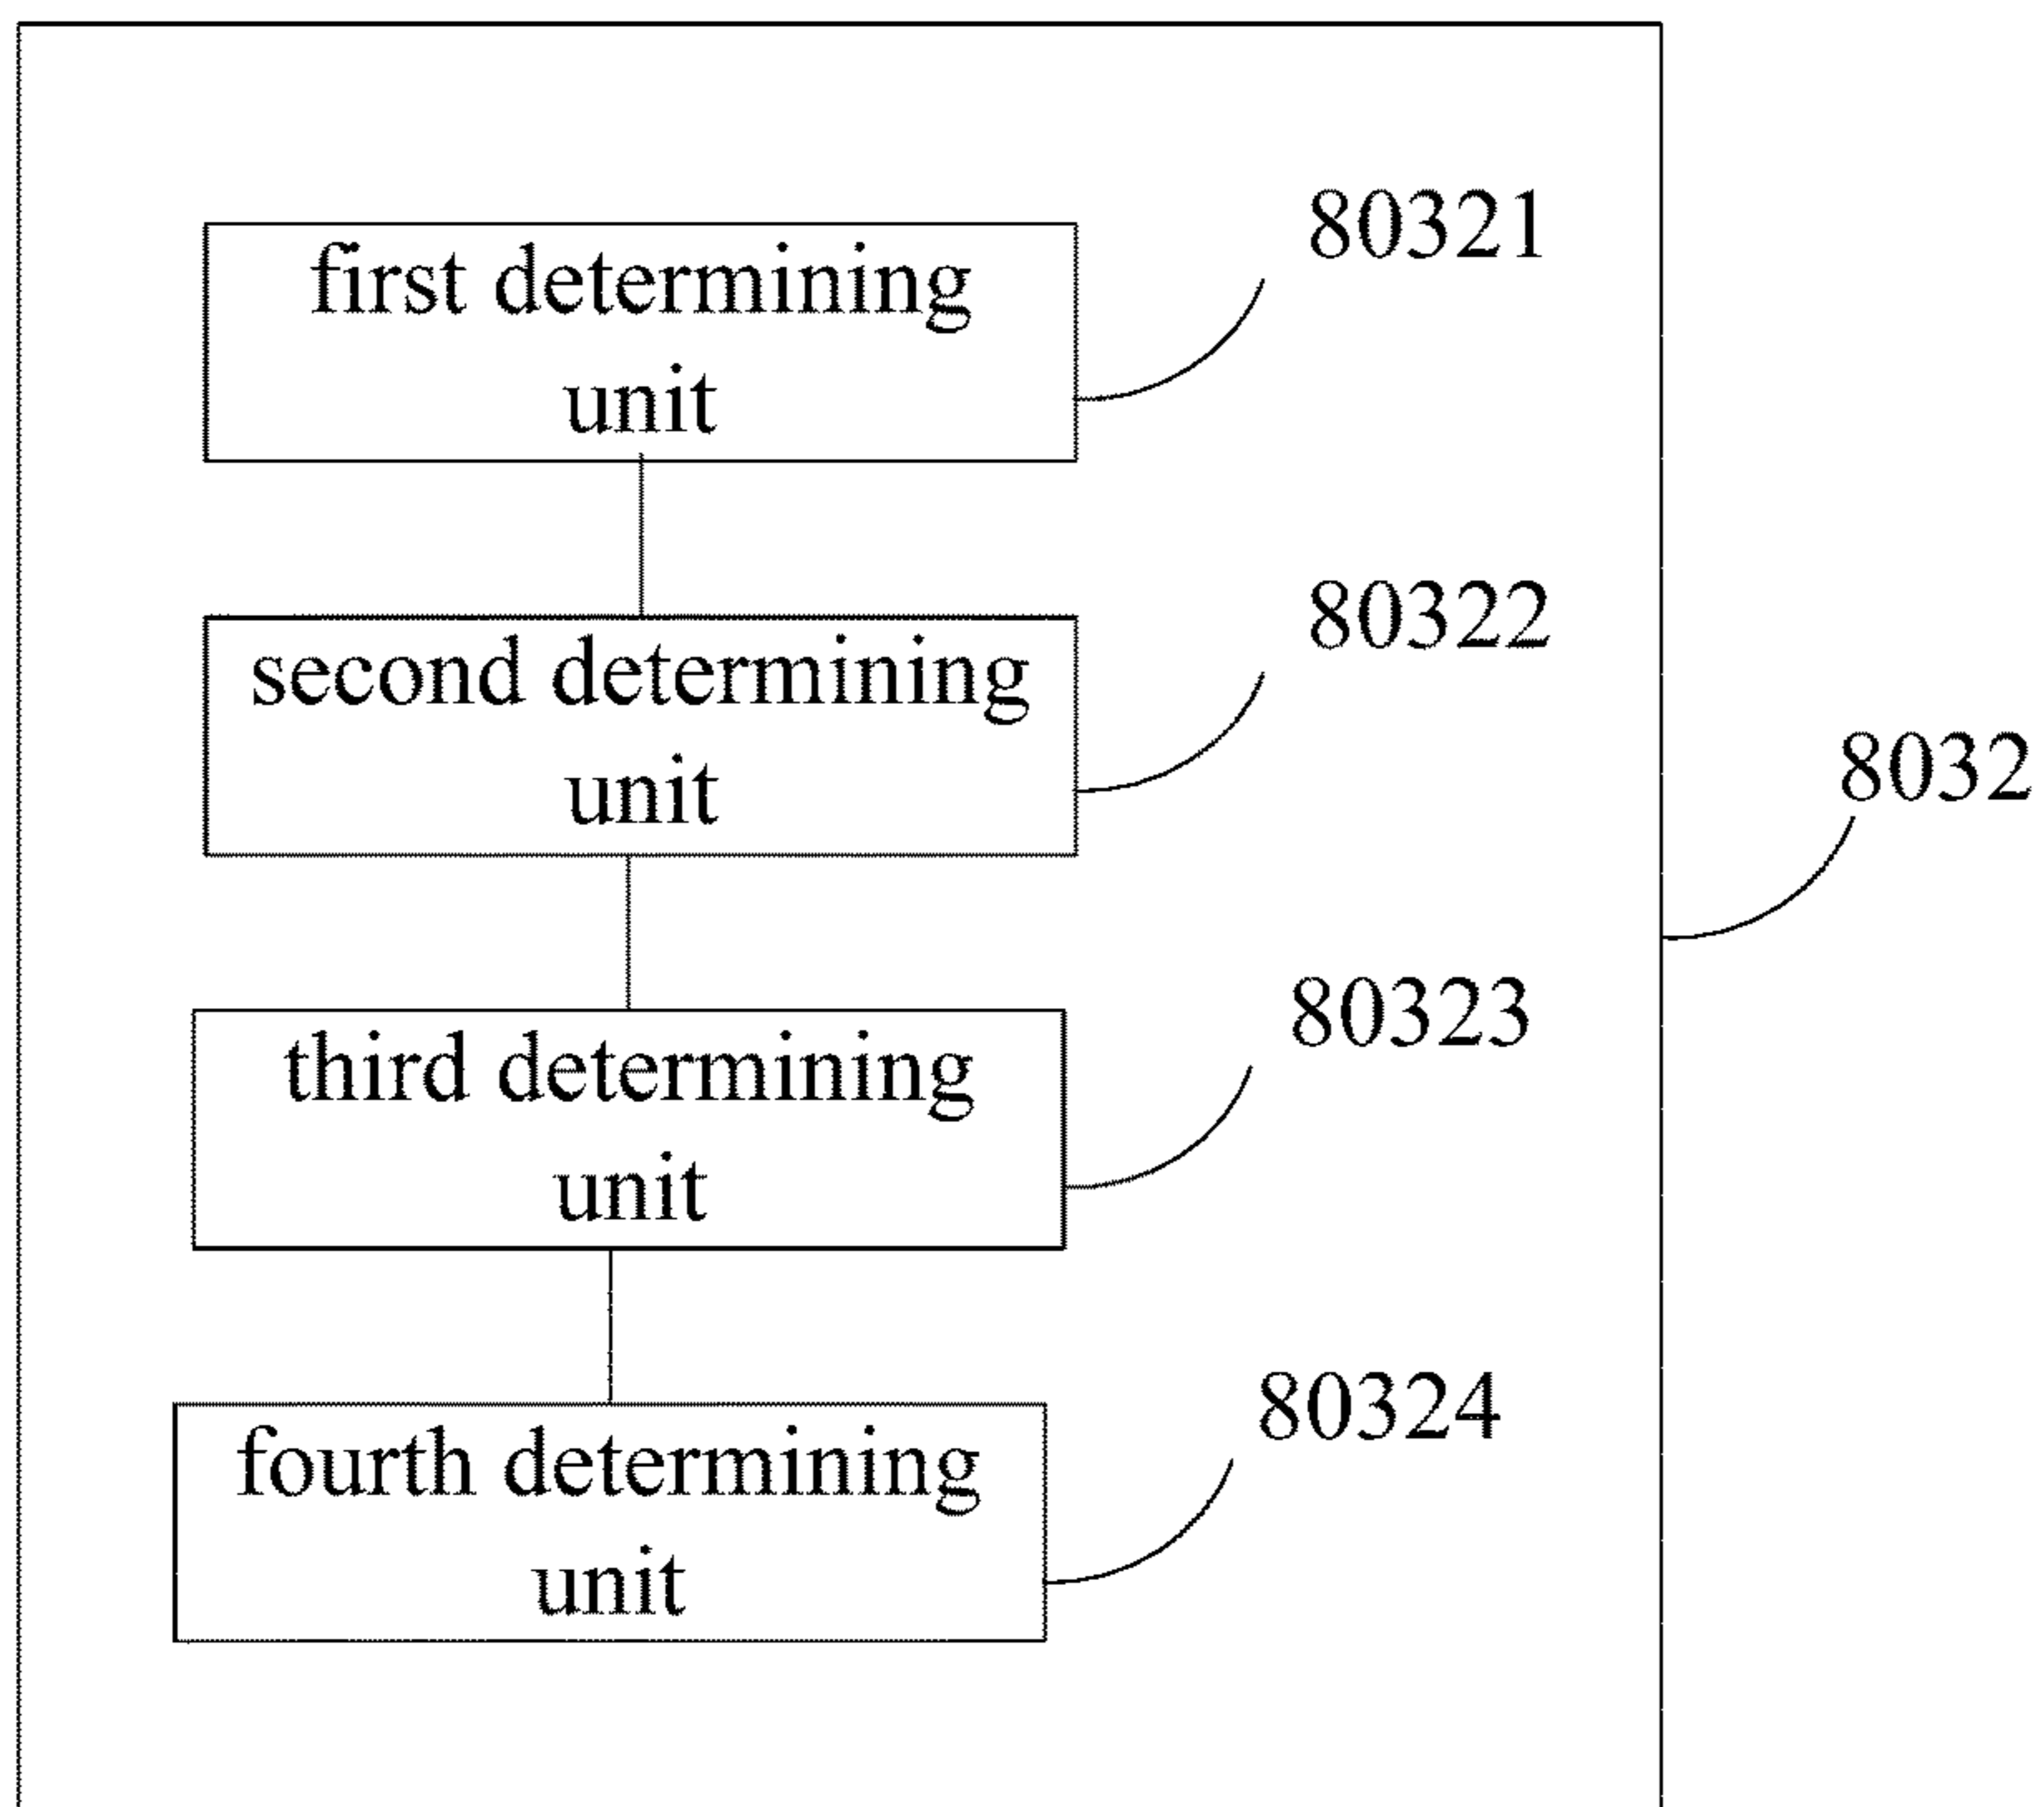 80321
first determining
unit
80322
second determining
unit
8032
80323
third determining
unit
80324
fourth determining
unit